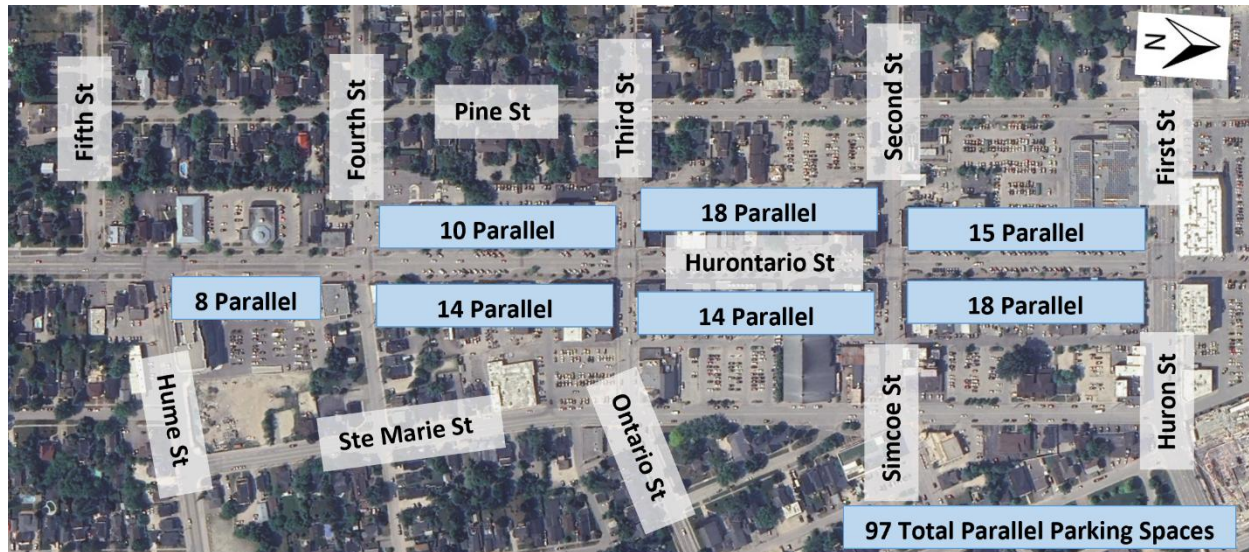 N
Fifth St
Fourth St
Pine St
Third St
Second St
First St
10 Parallel
18 Parallel
15 Parallel
Hurontario St
8 Parallel
14 Parallel
14 Parallel
18 Parallel
Hume St
Ste Marie St
Ontario St
Simcoe St
Huron St
97 Total Parallel Parking Spaces